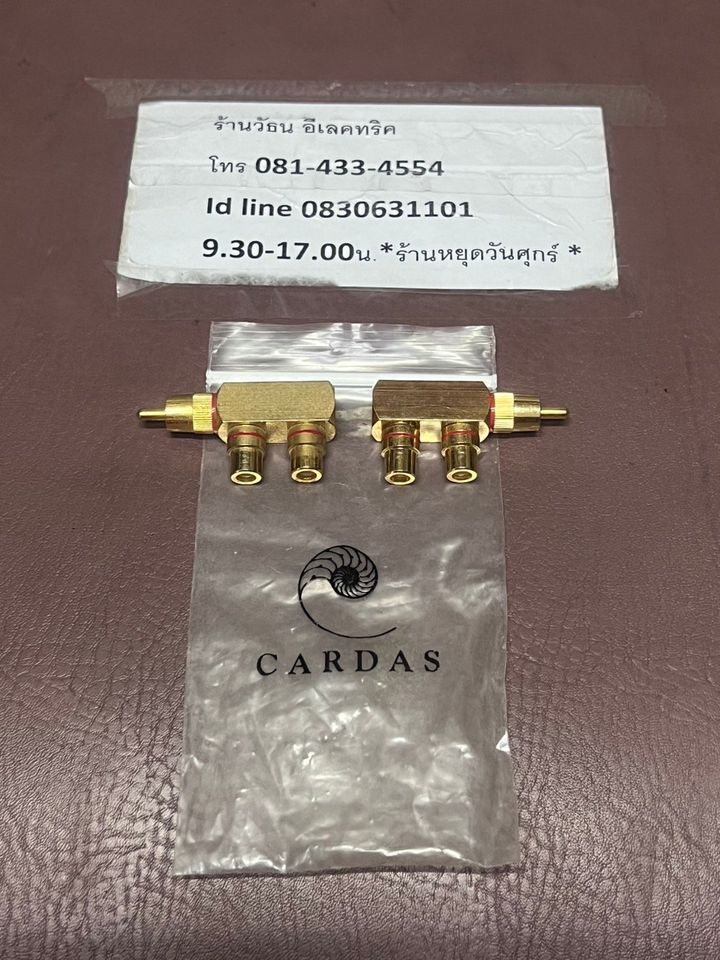 ร้านวัธน อีเลคทริค
โทร 081-433-4554
Id line 0830631101
9.30-17.00น.*ร้านหยุดวันศุกร์ *
CARDAS